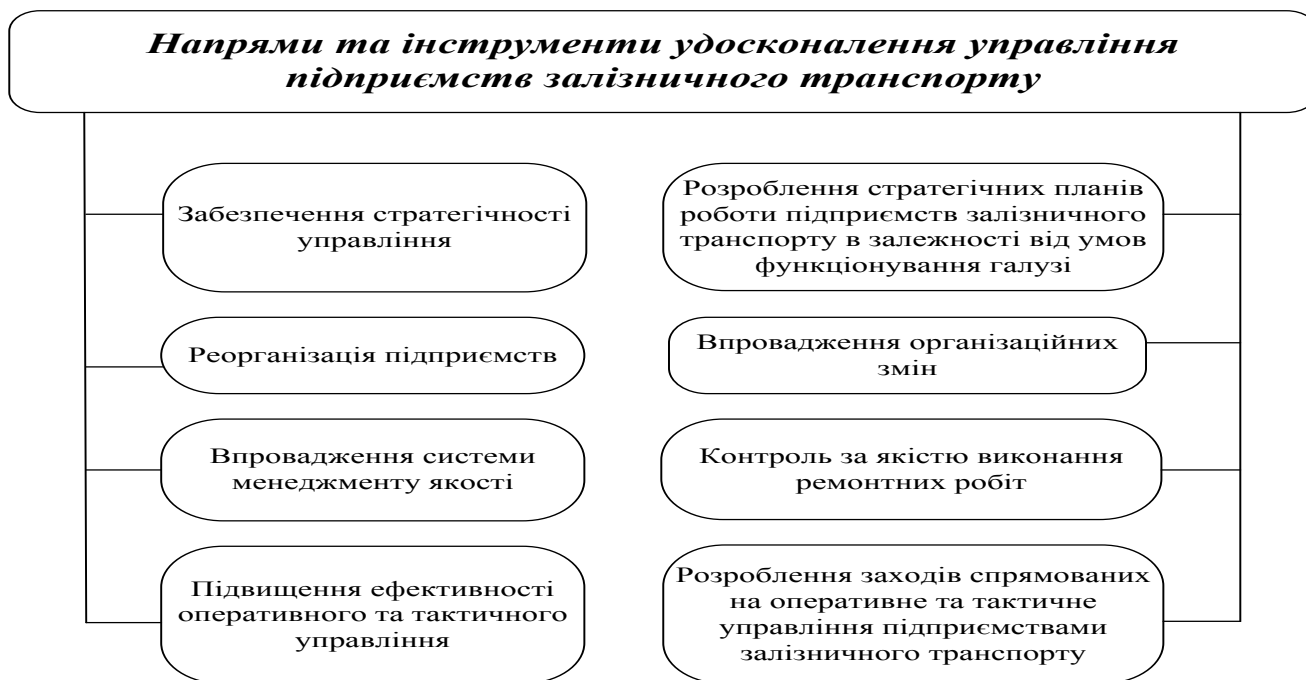 Напрями та інструменти удосконалення управління
підприємств залізничного транспорту
Забезпечення стратегічності
управління
Розроблення стратегічних планів
роботи підприємств залізничного
транспорту в залежності від умов
функціонування галузі
Реорганізація підприємств
Впровадження організаційних
змін
Впровадження системи
менеджменту якості
Контроль за якістю виконання
ремонтних робіт
Підвищення ефективності
оперативного та тактичного
управління
Розроблення заходів спрямованих
на оперативне та тактичне
управління підприємствами
залізничного транспорту